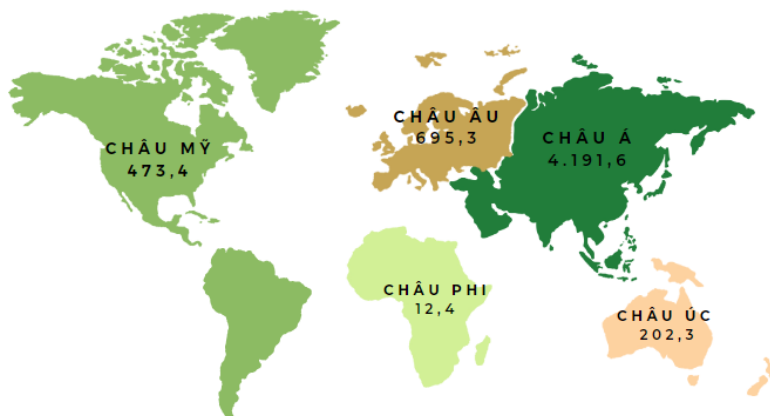 CHÂU MỸ
473,4
CHÂU ÂU
695,3
CHÂU Á
4.191,6
CHÂU PHI
12,4
CHÂU ÚC
202,3